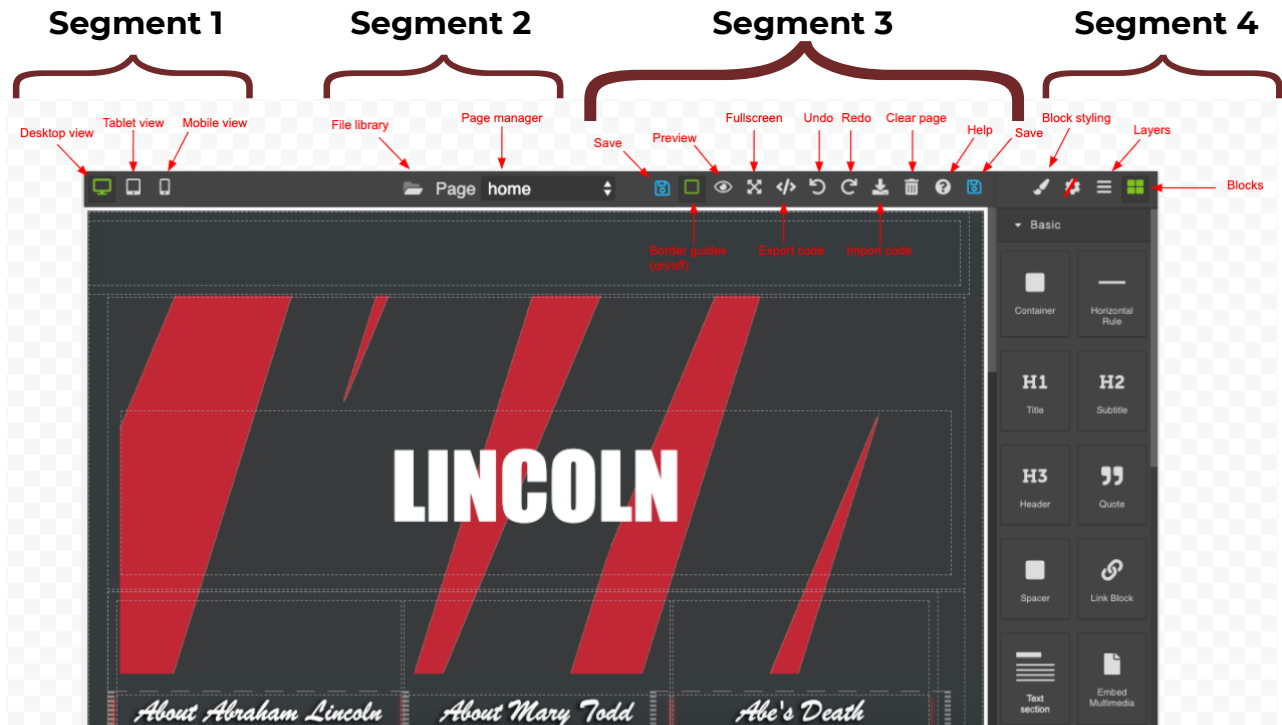 Segment 1
Segment 2
Segment 3
Segment 4
Desktop view
Tablet view
Mobile view
File library
Page manager
Save
Preview
Fullscreen
Undo
Redo
Clear page
Help
Save
Block styling
Layers
Blocks
Page
home
Border guides
(on/off)
Export code
Import code
Basic
Container
Horizontal
Rule
H1
Title
H2
Subtitle
H3
Header
Quote
Spacer
Link Block
Text
section
Embed
Multimedia
LINCOLN
About Abraham Lincoln
About Mary Todd
Abe's Death